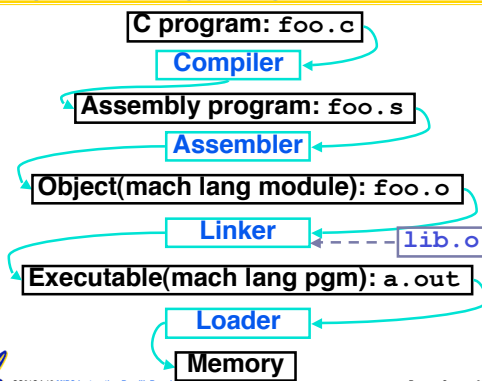 C program: foo.c
Compiler
Assembly program: foo.s
Assembler
Object(mach lang module): foo.o
Linker
lib.o
Executable(mach lang pgm): a.out
Loader
Memory